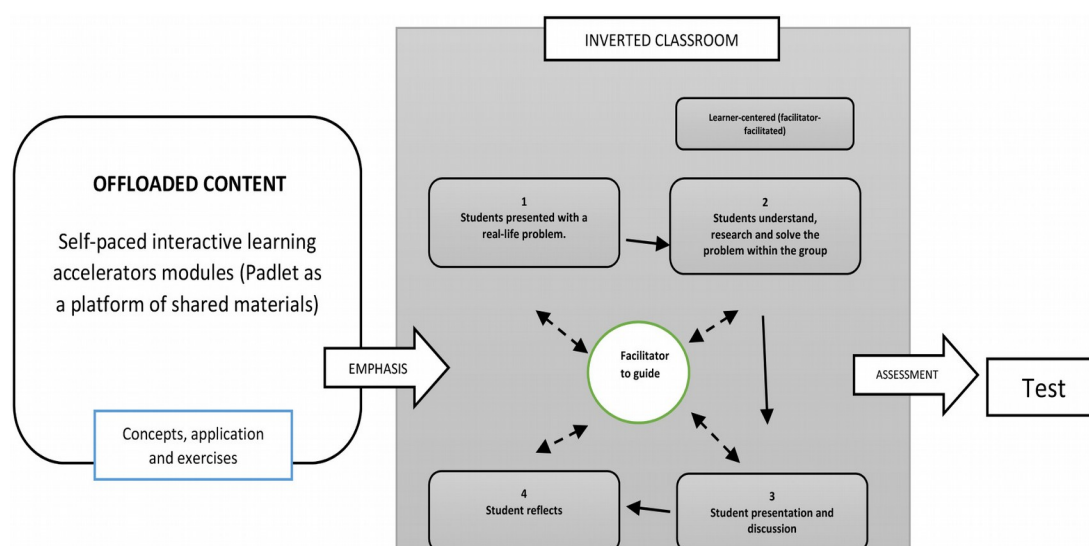 INVERTED CLASSROOM
Learner-centered (facilitator-
facilitated)
OFFLOADED CONTENT
Self-paced interactive learning
accelerators modules (Padlet as
a platform of shared materials)
Concepts, application
and exercises
EMPHASIS
1
Students presented with a
real-life problem.
2
Students understand,
research and solve the
problem within the group
Facilitator
to guide
4
Student reflects
3
Student presentation and
discussion
ASSESSMENT
Test